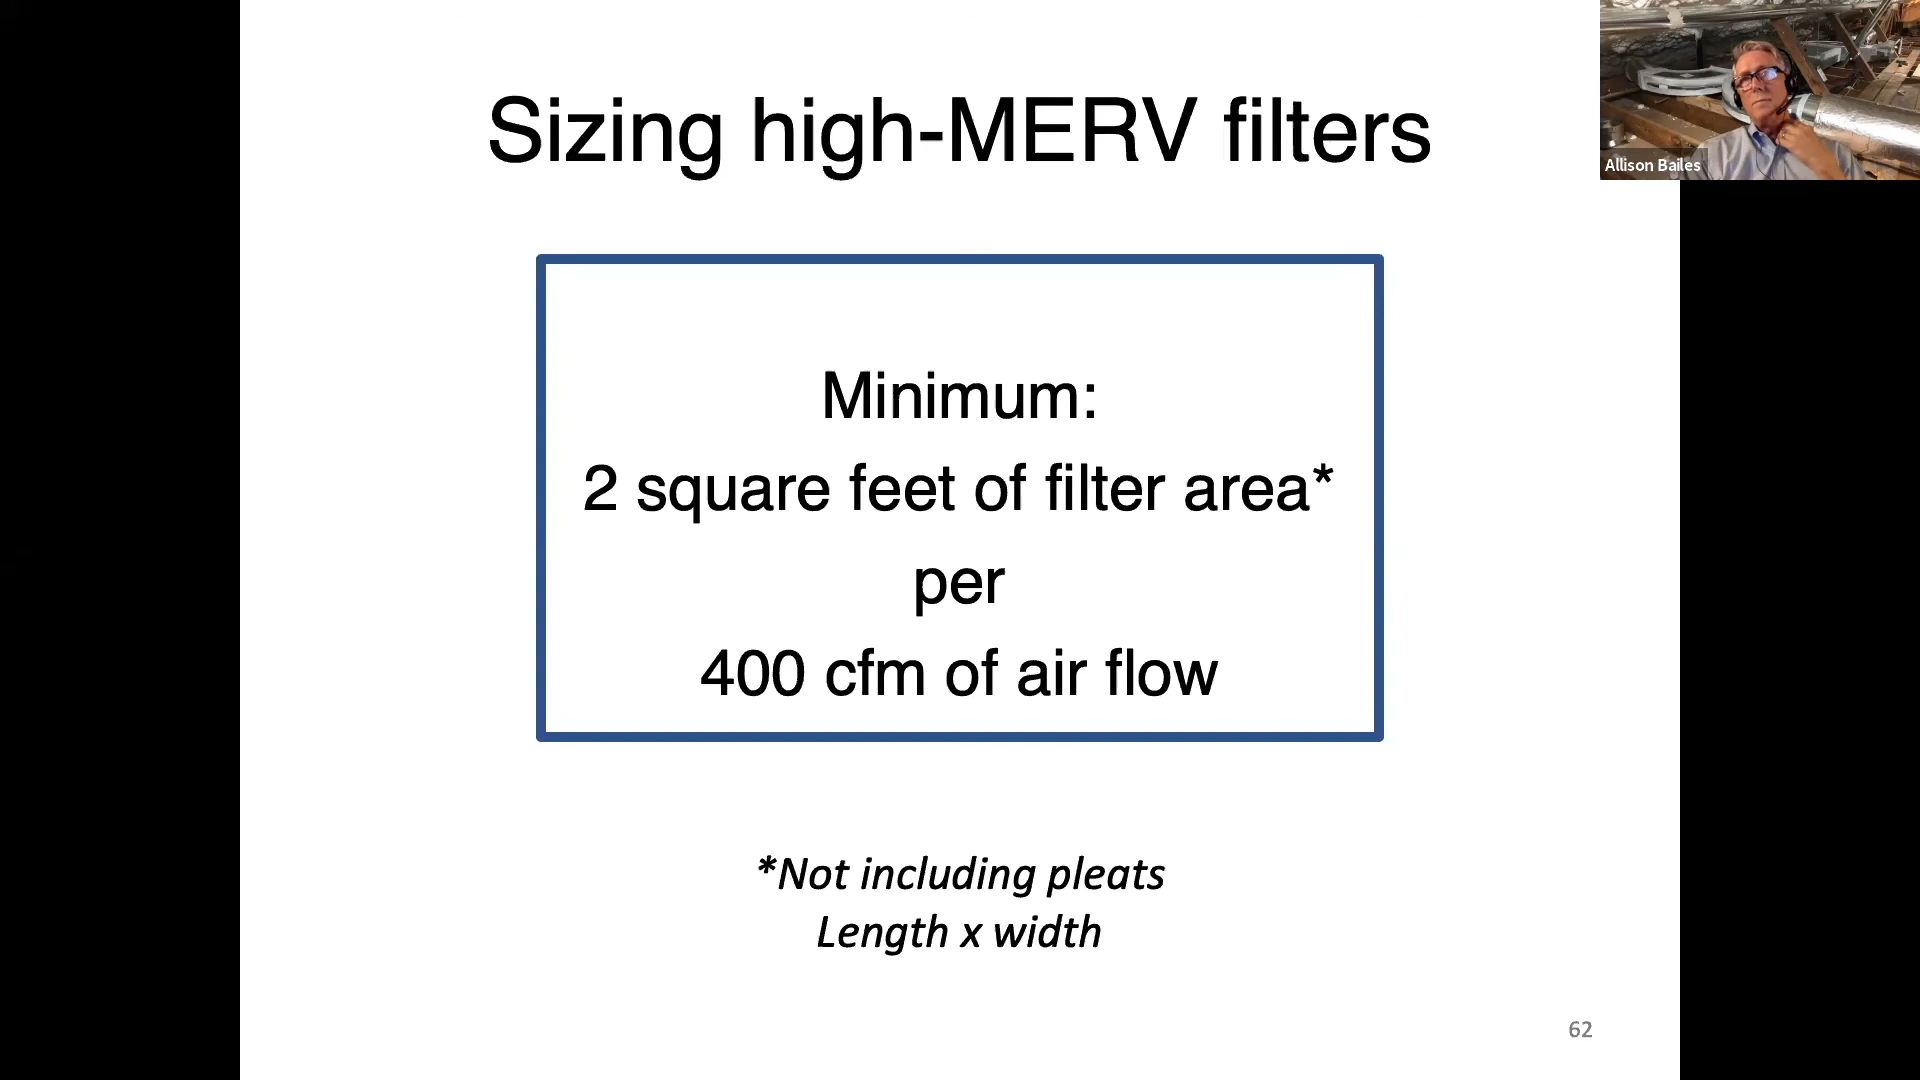 Sizing high-MERV filters
Allison Bailes
Minimum:
2 square feet of filter area*
per
400 cfm of air flow
*Not including pleats
Length x width
62